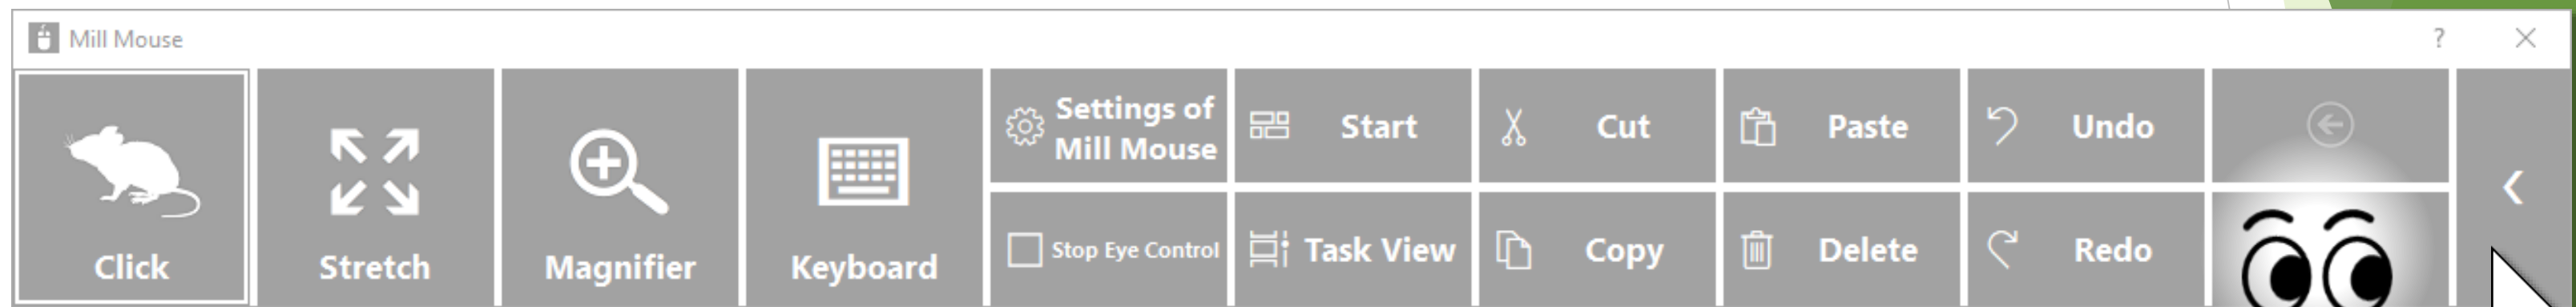 Mill Mouse
?
Settings of
Mill Mouse
Start
Cut
Paste
Undo
Click
Stretch
Magnifier
Keyboard
Stop Eye Control
Task View
Copy
Delete
Redo